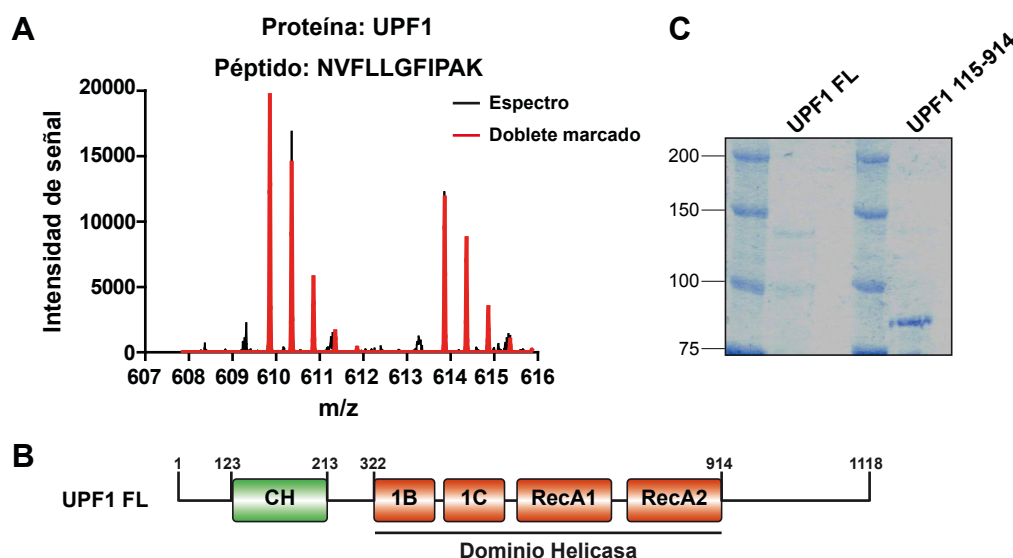 A
Proteína: UPF1
Péptido: NVFLLGFIPAK
Espectro
Doblete marcado
Intensidad de señal
20000
15000
10000
5000
0
607 608 609 610 611 612 613 614 615 616
m/z
C
UPF1 FL
UPF1 115-914
200
150
100
75
B
1 123 213 322 914 1118
UPF1 FL
CH 1B 1C RecA1 RecA2
Dominio Helicasa